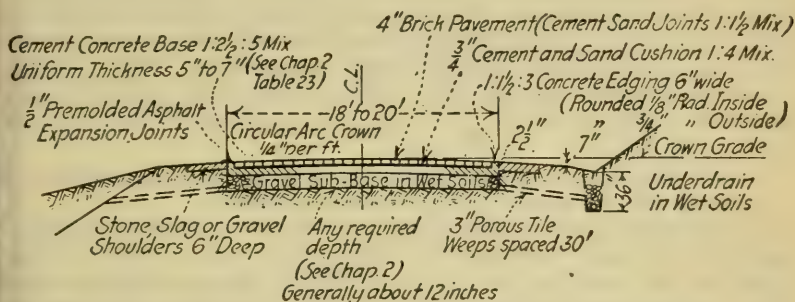 4" Brick Pavement (Cement Sand Joints 1:1½ Mix)
Cement Concrete Base 1:2½:5 Mix
Uniform Thickness 5" to 7" (See Chap. 2
Table 23)
C.L.
¾" Cement and Sand Cushion 1:4 Mix.
1:1½:3 Concrete Edging 6" wide
(Rounded ⅛" Rad. Inside
¾" " " Outside)
½" Premolded Asphalt
Expansion Joints
18' to 20'
Circular Arc Crown
¼" per ft.
2½"
7"
Crown Grade
Gravel Sub-Base in Wet Soils
36"
Underdrain
in Wet Soils
Stone, Slag or Gravel
Shoulders 6" Deep
Any required
depth
(See Chap. 2)
Generally about 12 inches
3" Porous Tile
Weeps spaced 30'